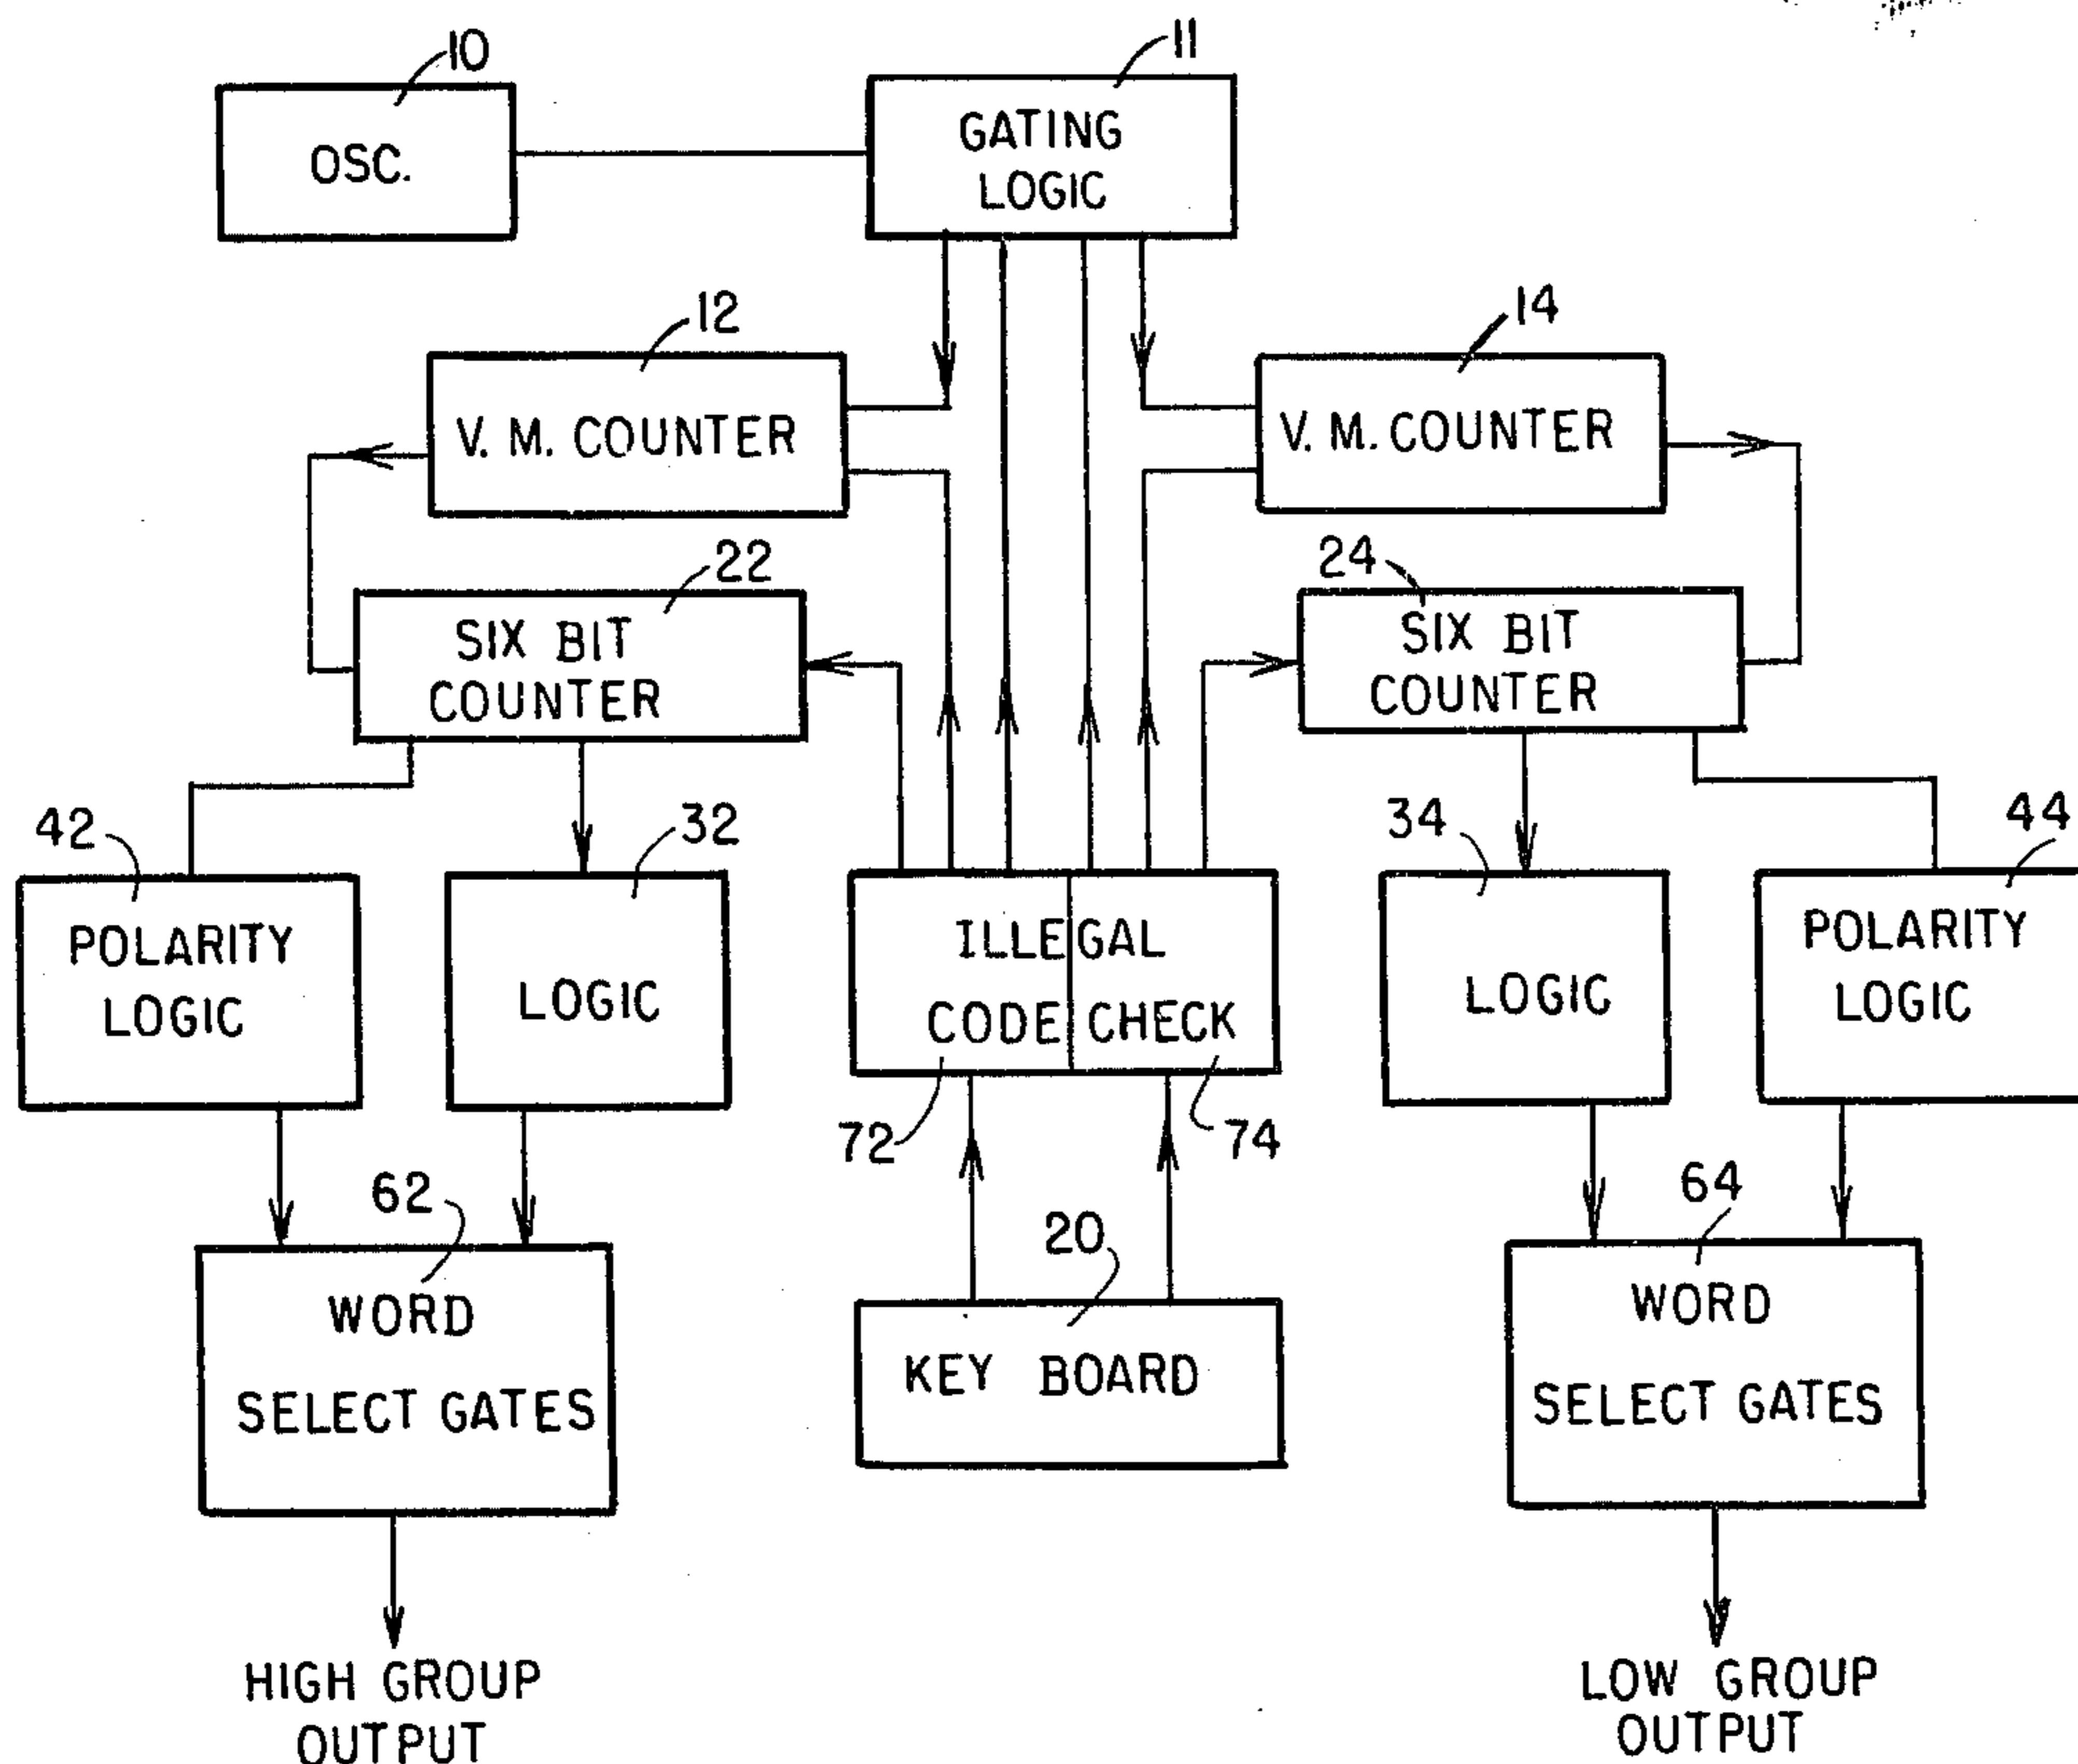 10
11
OSC.
GATING
LOGIC
12
14
V. M. COUNTER
V. M. COUNTER
22
24
SIX BIT
COUNTER
SIX BIT
COUNTER
42
32
34
44
POLARITY
LOGIC
LOGIC
ILLEGAL
CODE CHECK
LOGIC
POLARITY
LOGIC
72
74
62
20
64
WORD
SELECT GATES
KEY BOARD
WORD
SELECT GATES
HIGH GROUP
OUTPUT
LOW GROUP
OUTPUT